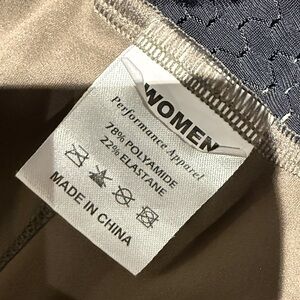 WOMEN
Performance Apparel
78% POLYAMIDE
22% ELASTANE
MADE IN CHINA